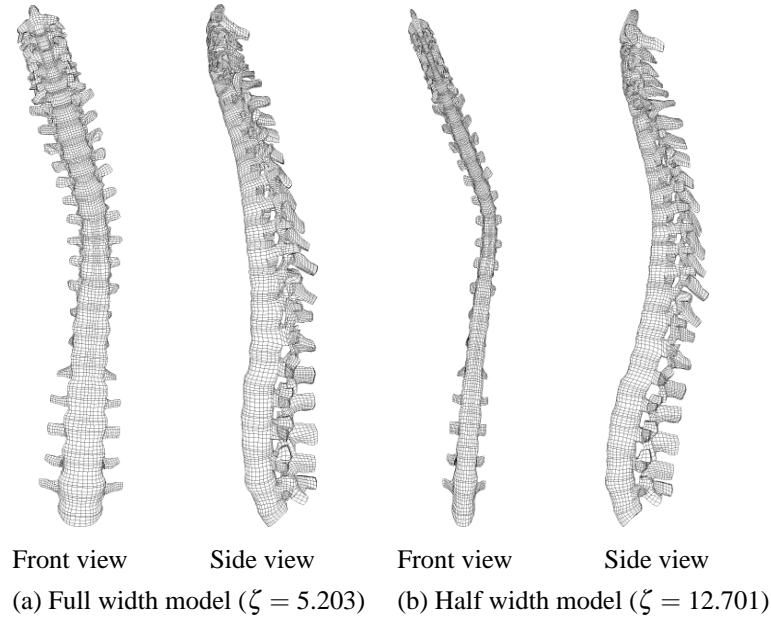 Front view Side view Front view Side view
(a) Full width model (ζ = 5.203) (b) Half width model (ζ = 12.701)